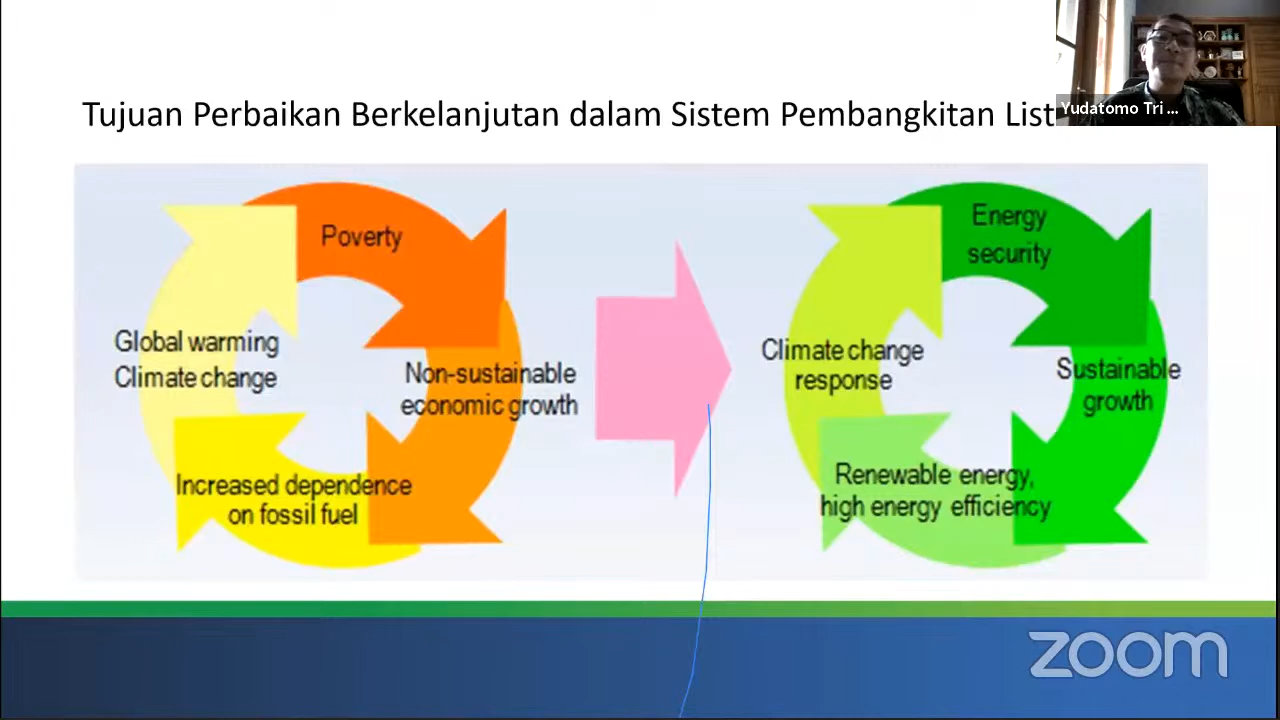 Tujuan Perbaikan Berkelanjutan dalam Sistem Pembangkitan List
Yudatomo Tri ...
Poverty
Global warming
Climate change
Non-sustainable
economic growth
Increased dependence
on fossil fuel
Energy
security
Climate change
response
Sustainable
growth
Renewable energy,
high energy efficiency
zoom